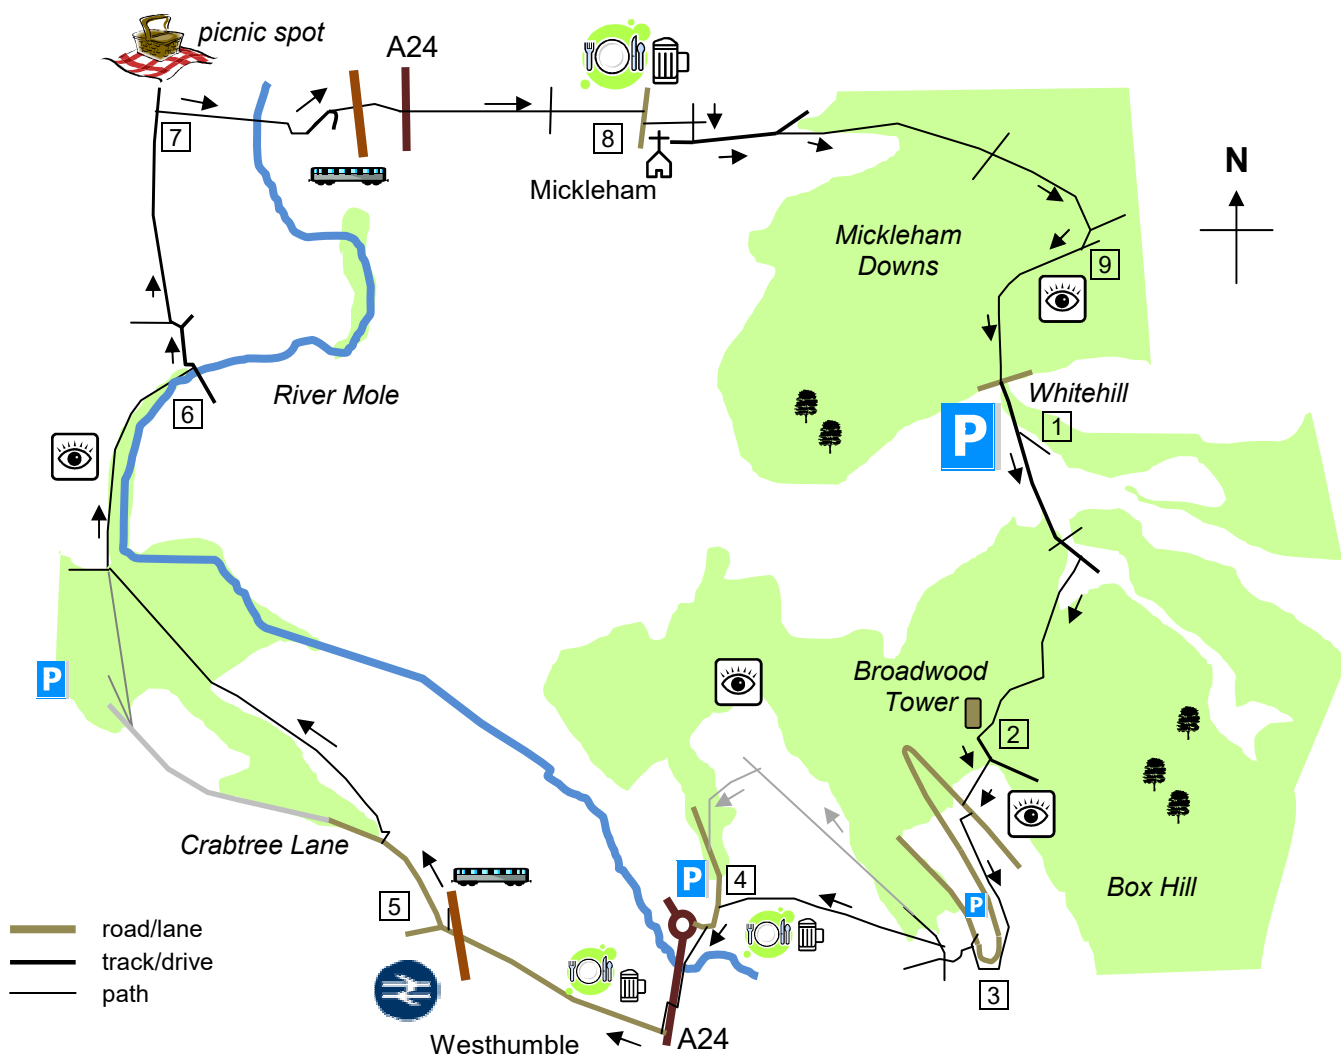 picnic spot
A24
7
8
Mickleham
N
Mickleham
Downs
9
River Mole
6
Whitehill
P
1
P
Broadwood
Tower
2
Crabtree Lane
P
4
5
P
Box Hill
road/lane
track/drive
path
3
Westhumble
A24